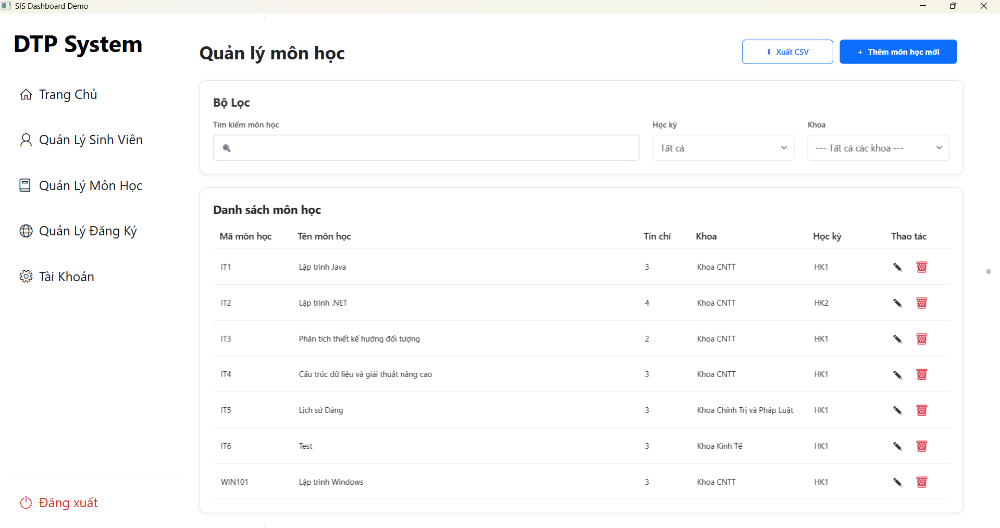 SIS Dashboard Demo
DTP System
Trang Chủ
Quản Lý Sinh Viên
Quản Lý Môn Học
Quản Lý Đăng Ký
Tài Khoản
Đăng xuất
Quản lý môn học
Xuất CSV
+ Thêm môn học mới
Bộ Lọc
Tìm kiếm môn học
Học kỳ
Khoa
Tất cả
--- Tất cả các khoa ---
Danh sách môn học
Mã môn học Tên môn học Tín chỉ Khoa Học kỳ Thao tác
IT1 Lập trình Java 3 Khoa CNTT HK1
IT2 Lập trình .NET 4 Khoa CNTT HK2
IT3 Phân tích thiết kế hướng đối tượng 2 Khoa CNTT HK1
IT4 Cấu trúc dữ liệu và giải thuật nâng cao 3 Khoa CNTT HK1
IT5 Lịch sử Đảng 3 Khoa Chính Trị và Pháp Luật HK1
IT6 Test 3 Khoa Kinh Tế HK1
WIN101 Lập trình Windows 3 Khoa CNTT HK1